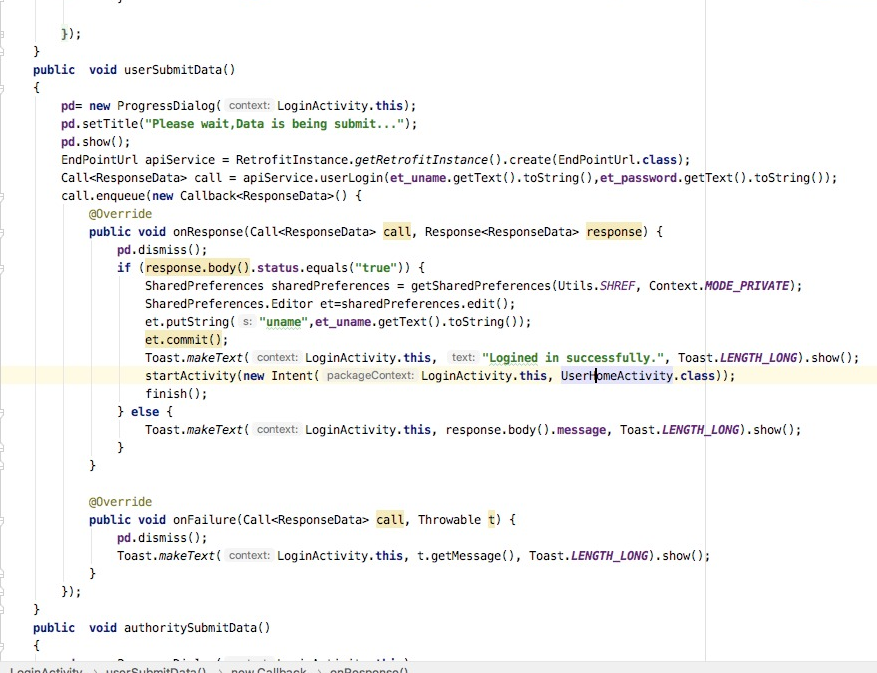 });
}
public void userSubmitData()
{
pd= new ProgressDialog( context: LoginActivity.this);
pd.setTitle("Please wait,Data is being submit...");
pd.show();
EndPointUrl apiService = RetrofitInstance.getRetrofitInstance().create(EndPointUrl.class);
Call<ResponseData> call = apiService.userLogin(et_uname.getText().toString(),et_password.getText().toString());
call.enqueue(new Callback<ResponseData>() {
@Override
public void onResponse(Call<ResponseData> call, Response<ResponseData> response) {
pd.dismiss();
if (response.body().status.equals("true")) {
SharedPreferences sharedPreferences = getSharedPreferences(Utils.SHREF, Context.MODE_PRIVATE);
SharedPreferences.Editor et=sharedPreferences.edit();
et.putString( s: "uname",et_uname.getText().toString());
et.commit();
Toast.makeText( context: LoginActivity.this, text: "Logined in successfully.", Toast.LENGTH_LONG).show();
startActivity(new Intent( packageContext: LoginActivity.this, UserHomeActivity.class));
finish();
} else {
Toast.makeText( context: LoginActivity.this, response.body().message, Toast.LENGTH_LONG).show();
}
}
@Override
public void onFailure(Call<ResponseData> call, Throwable t) {
pd.dismiss();
Toast.makeText( context: LoginActivity.this, t.getMessage(), Toast.LENGTH_LONG).show();
}
});
}
public void authoritySubmitData()
{
LoginActivity > userSubmitData() > new Callback > onResponse()